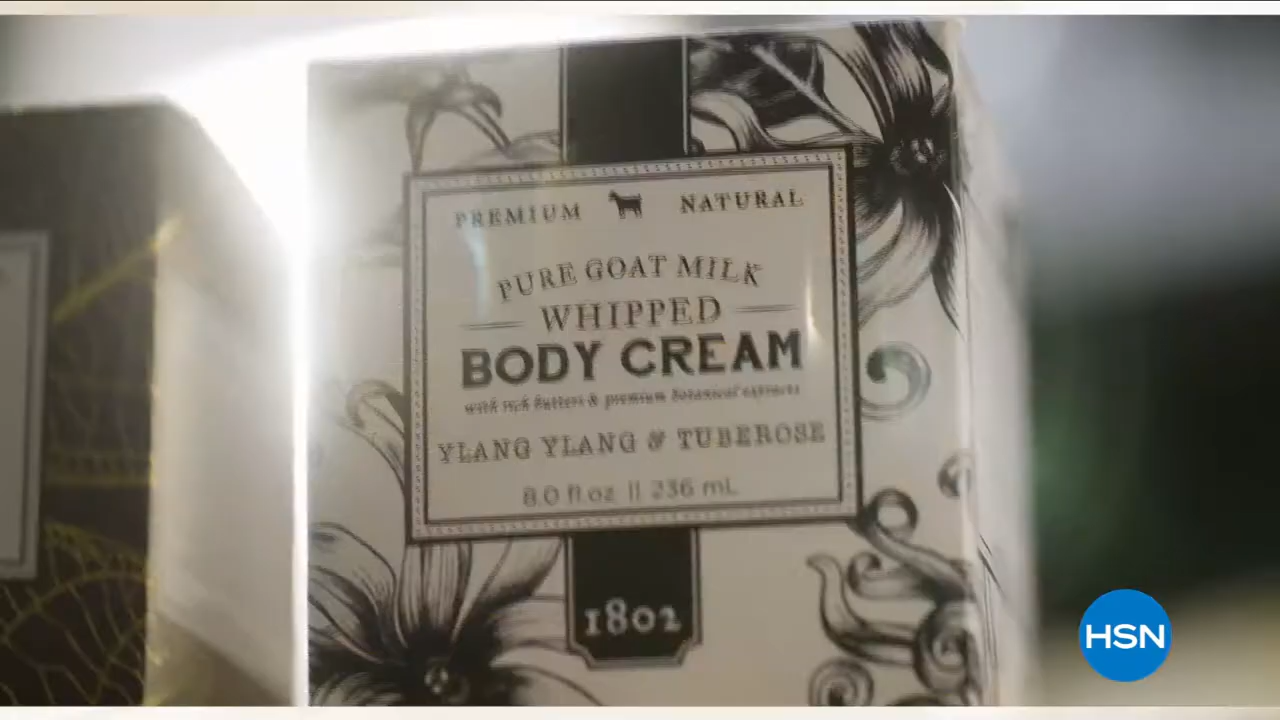 PREMIUM NATURAL
PURE GOAT MILK
WHIPPED
BODY CREAM
with rich butters & premium botanical extracts
YLANG YLANG & TUBEROSE
8.0 fl.oz || 236 mL
1802
HSN